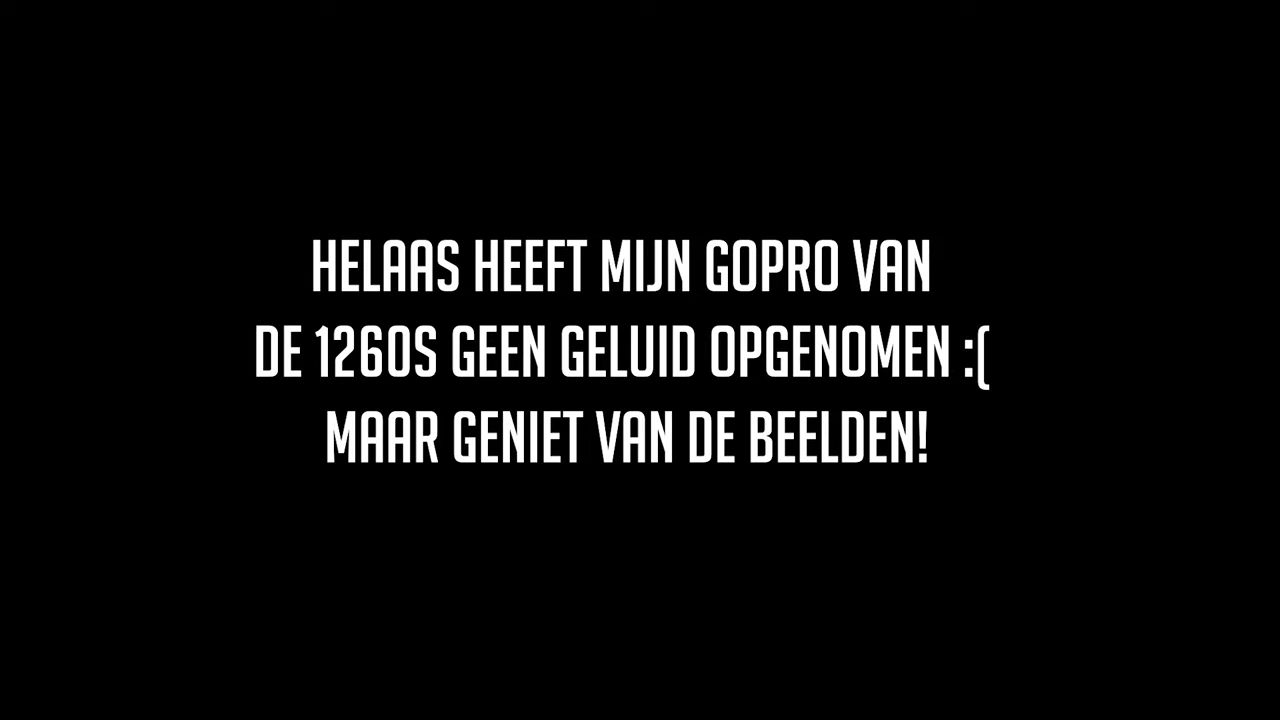 HELAAS HEEFT MIJN GOPRO VAN
DE 1260S GEEN GELUID OPGENOMEN :(
MAAR GENIET VAN DE BEELDEN!